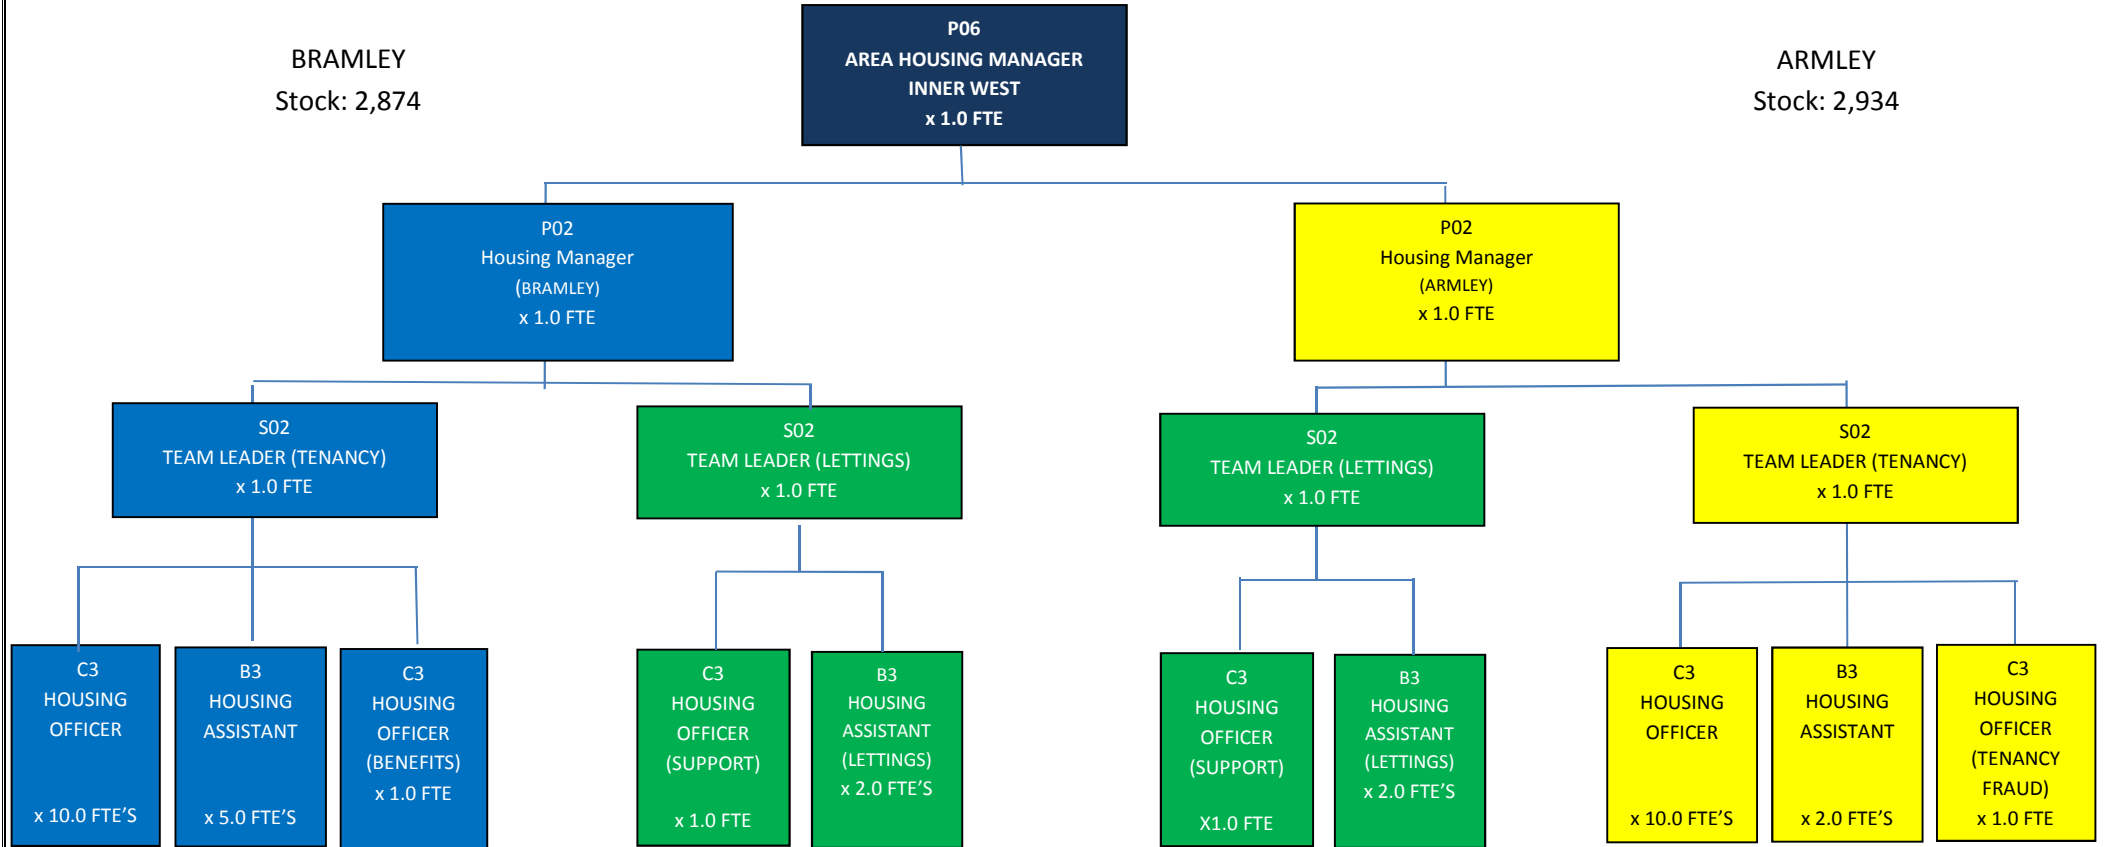 BRAMLEY
Stock: 2,874
P06
AREA HOUSING MANAGER
INNER WEST
x 1.0 FTE
ARMLEY
Stock: 2,934
P02
Housing Manager
(BRAMLEY)
x 1.0 FTE
P02
Housing Manager
(ARMLEY)
x 1.0 FTE
S02
TEAM LEADER (TENANCY)
x 1.0 FTE
S02
TEAM LEADER (LETTINGS)
x 1.0 FTE
S02
TEAM LEADER (LETTINGS)
x 1.0 FTE
S02
TEAM LEADER (TENANCY)
x 1.0 FTE
C3
HOUSING
OFFICER
x 10.0 FTE’S
B3
HOUSING
ASSISTANT
x 5.0 FTE’S
C3
HOUSING
OFFICER
(BENEFITS)
x 1.0 FTE
C3
HOUSING
OFFICER
(SUPPORT)
x 1.0 FTE
B3
HOUSING
ASSISTANT
(LETTINGS)
x 2.0 FTE’S
C3
HOUSING
OFFICER
(SUPPORT)
X1.0 FTE
B3
HOUSING
ASSISTANT
(LETTINGS)
x 2.0 FTE’S
C3
HOUSING
OFFICER
x 10.0 FTE’S
B3
HOUSING
ASSISTANT
x 2.0 FTE’S
C3
HOUSING
OFFICER
(TENANCY
FRAUD)
x 1.0 FTE